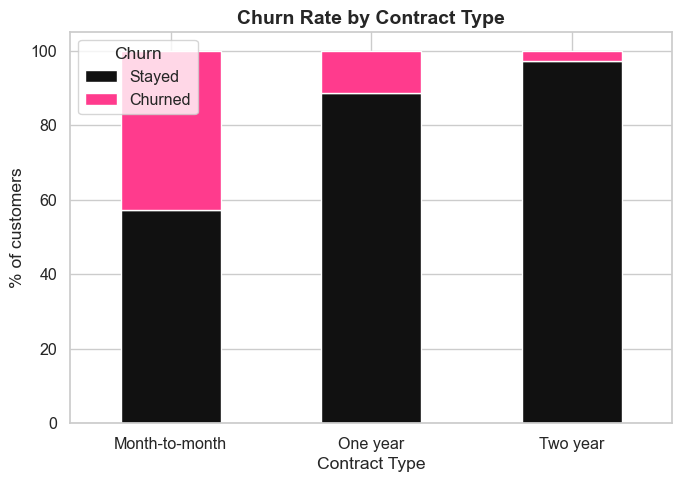 Churn Rate by Contract Type
Churn
Stayed
Churned
100
80
60
40
20
0
% of customers
Month-to-month
One year
Two year
Contract Type